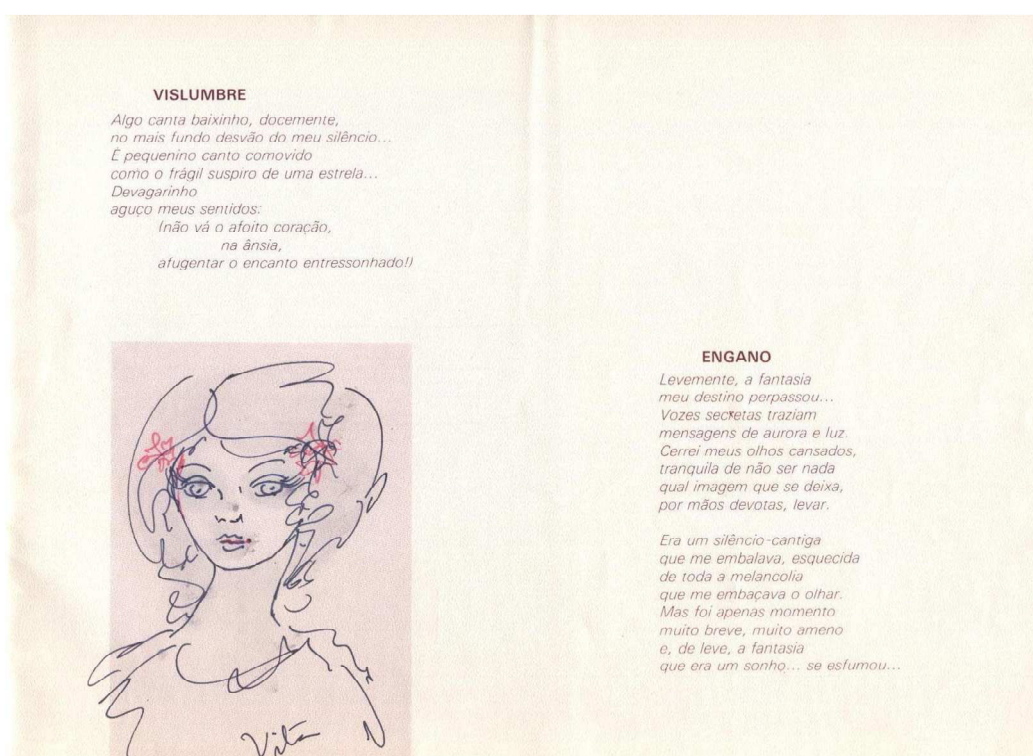 VISLUMBRE
Algo canta baixinho, docemente,
no mais fundo desvão do meu silêncio...
É pequenino canto comovido
como o frágil suspiro de uma estrela...
Devagarinho
aguço meus sentidos:
(não vá o afoito coração,
na ânsia,
afugentar o encanto entressonhado!)
Vita
ENGANO
Levemente, a fantasia
meu destino perpassou...
Vozes secretas traziam
mensagens de aurora e luz.
Cerrei meus olhos cansados,
tranquila de não ser nada
qual imagem que se deixa,
por mãos devotas, levar.
Era um silêncio-cantiga
que me embalava, esquecida
de toda a melancolia
que me embaçava o olhar.
Mas foi apenas momento
muito breve, muito ameno
e, de leve, a fantasia
que era um sonho... se esfumou...